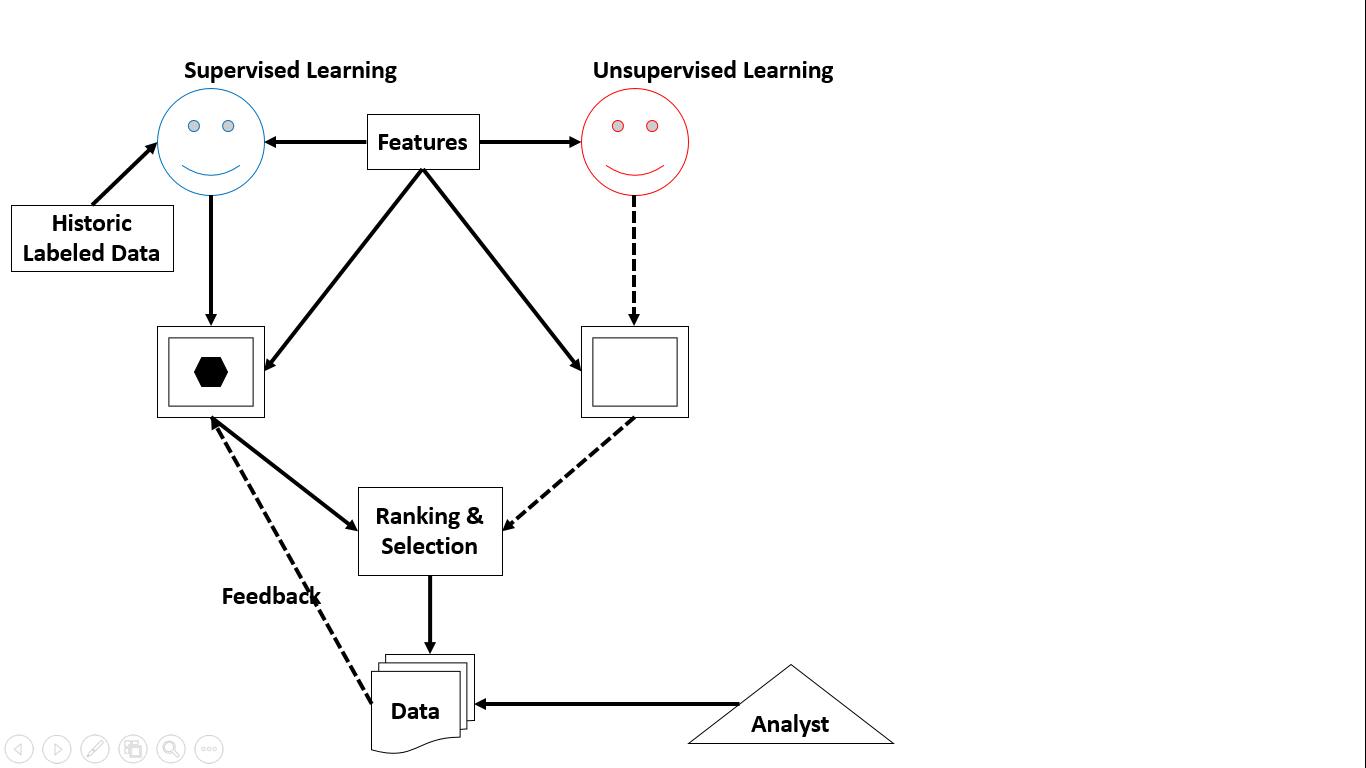 Supervised Learning
Unsupervised Learning
Features
Historic
Labeled Data
Ranking &
Selection
Feedback
Data
Analyst